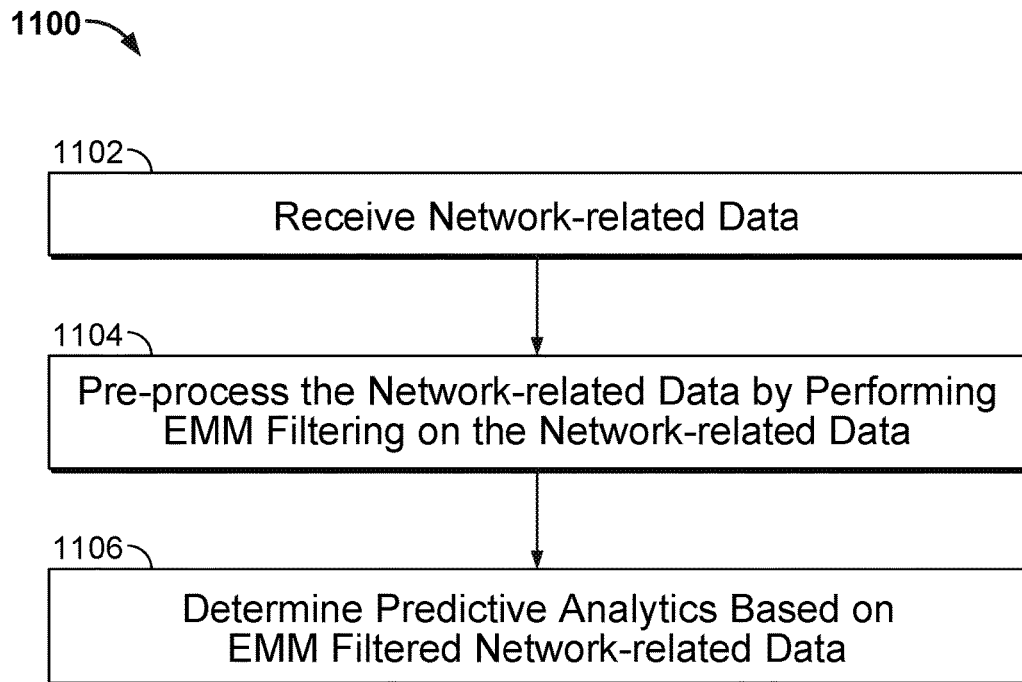 1100
1102
Receive Network-related Data
1104
Pre-process the Network-related Data by Performing
EMM Filtering on the Network-related Data
1106
Determine Predictive Analytics Based on
EMM Filtered Network-related Data